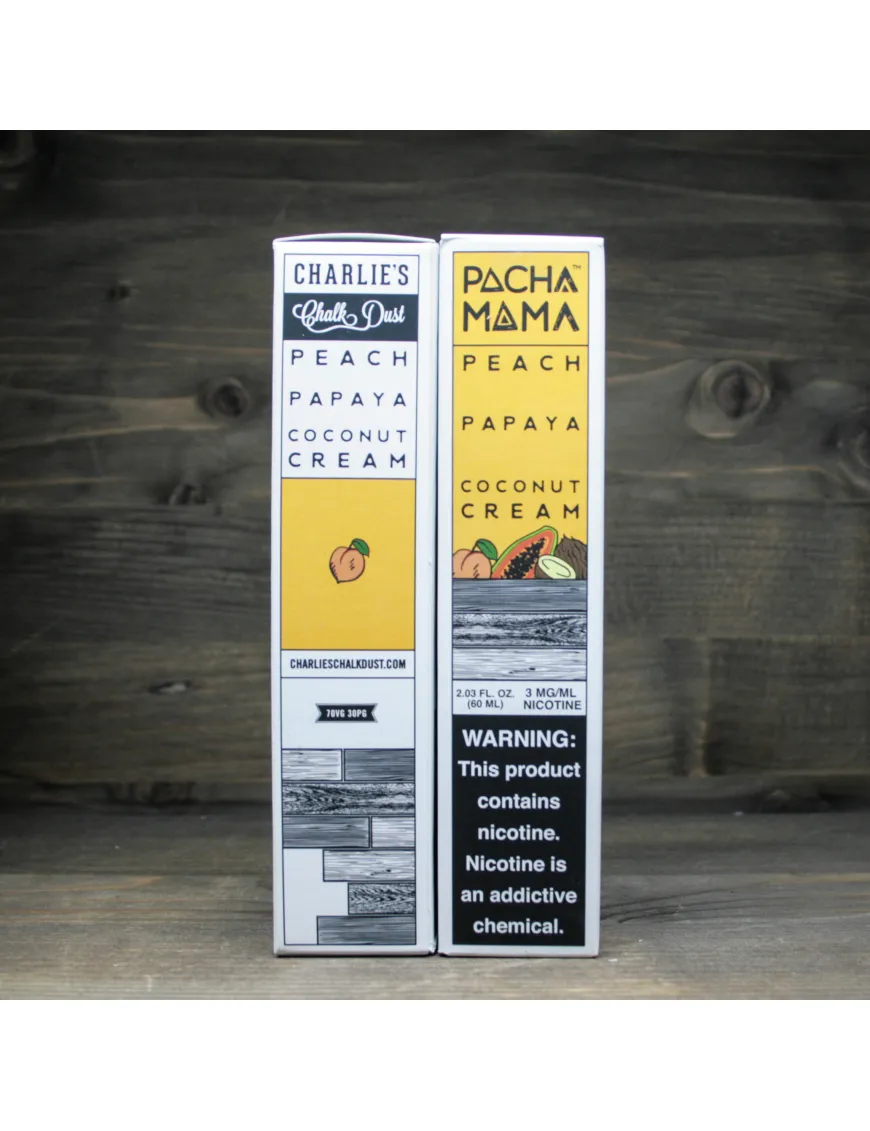 CHARLIE'S
Chalk Dust
PEACH
PAPAYA
COCONUT
CREAM
CHARLIESCHALKDUST.COM
70VG 30PG
PACHA™
MAMA
PEACH
PAPAYA
COCONUT
CREAM
2.03 FL. OZ.
(60 ML)
3 MG/ML
NICOTINE
WARNING:
This product
contains
nicotine.
Nicotine is
an addictive
chemical.